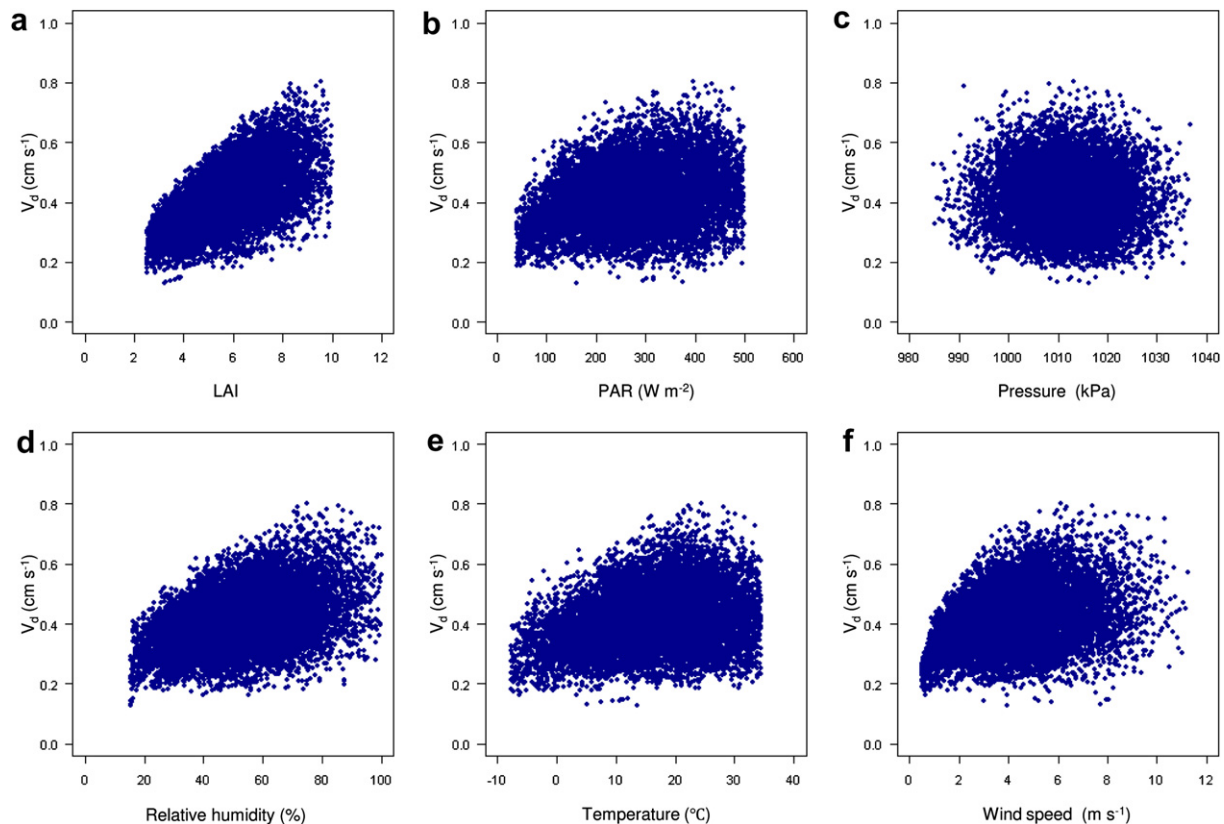 a
1.0
0.8
0.6
0.4
0.2
0.0
Vd (cm s-1)
0 2 4 6 8 10 12
LAI
b
1.0
0.8
0.6
0.4
0.2
0.0
Vd (cm s-1)
0 100 200 300 400 500 600
PAR (W m-2)
c
1.0
0.8
0.6
0.4
0.2
0.0
Vd (cm s-1)
980 990 1000 1010 1020 1030 1040
Pressure (kPa)
d
1.0
0.8
0.6
0.4
0.2
0.0
Vd (cm s-1)
0 20 40 60 80 100
Relative humidity (%)
e
1.0
0.8
0.6
0.4
0.2
0.0
Vd (cm s-1)
-10 0 10 20 30 40
Temperature (℃)
f
1.0
0.8
0.6
0.4
0.2
0.0
Vd (cm s-1)
0 2 4 6 8 10 12
Wind speed (m s-1)